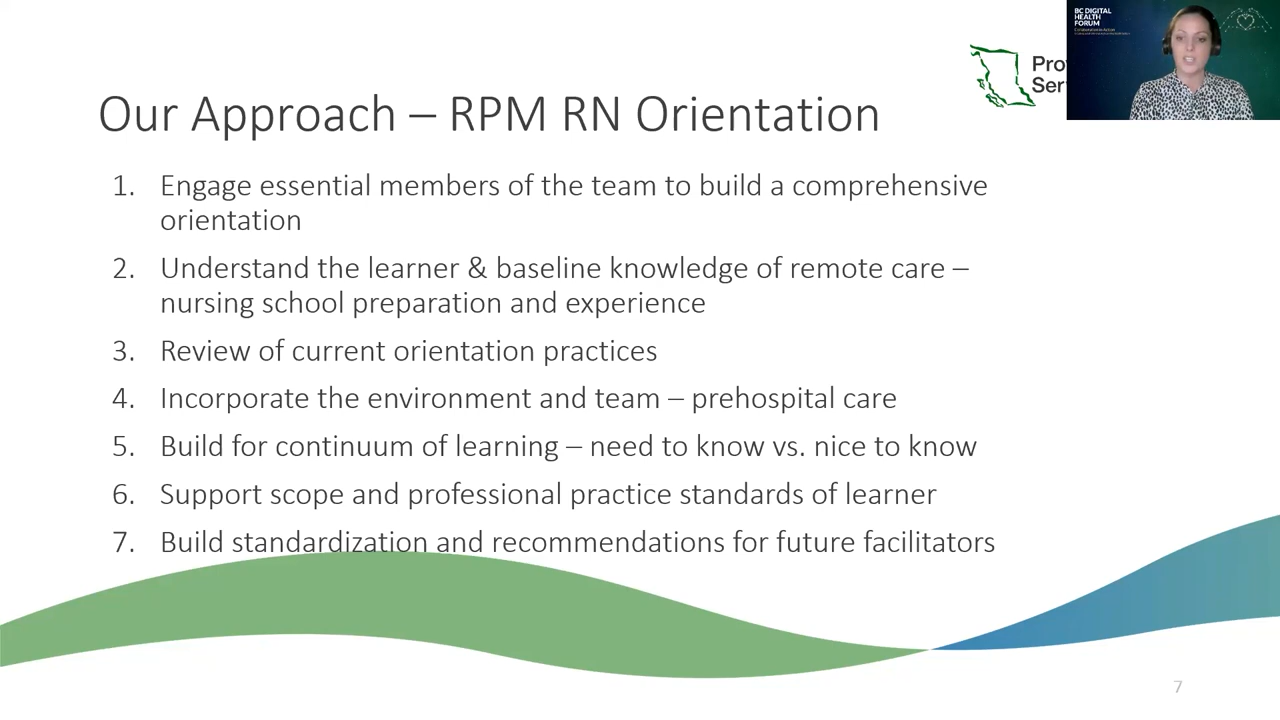 BC DIGITAL
HEALTH
FORUM
Our Approach – RPM RN Orientation
1. Engage essential members of the team to build a comprehensive
orientation
2. Understand the learner & baseline knowledge of remote care –
nursing school preparation and experience
3. Review of current orientation practices
4. Incorporate the environment and team – prehospital care
5. Build for continuum of learning – need to know vs. nice to know
6. Support scope and professional practice standards of learner
7. Build standardization and recommendations for future facilitators
7